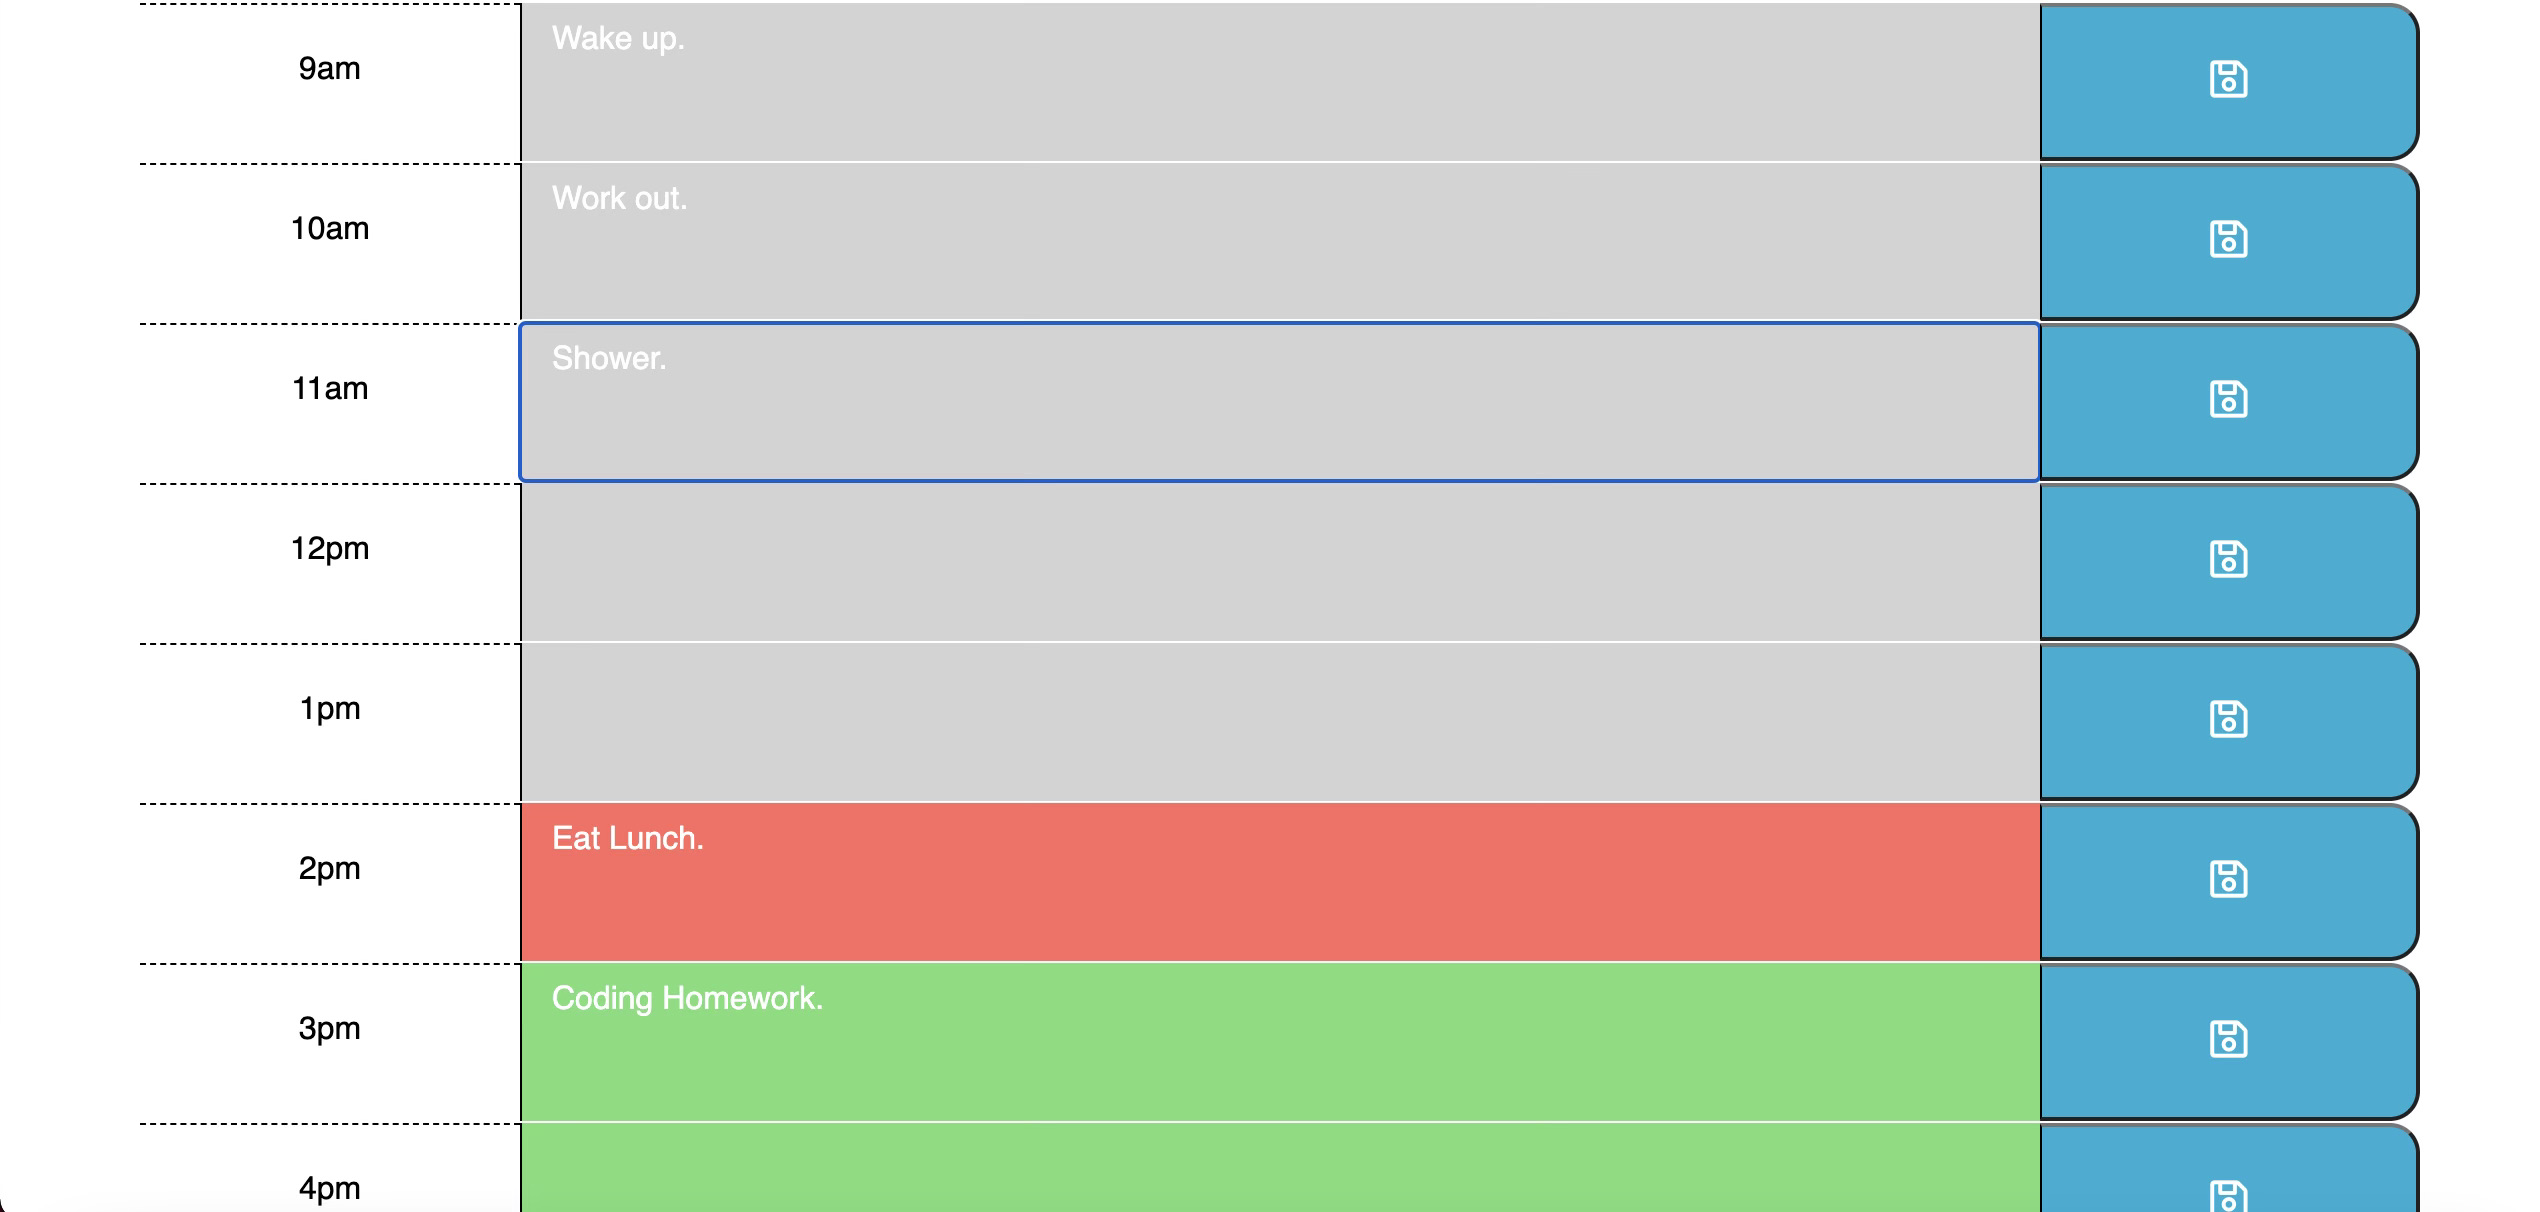 9am
Wake up.
10am
Work out.
11am
Shower.
12pm
1pm
2pm
Eat Lunch.
3pm
Coding Homework.
4pm